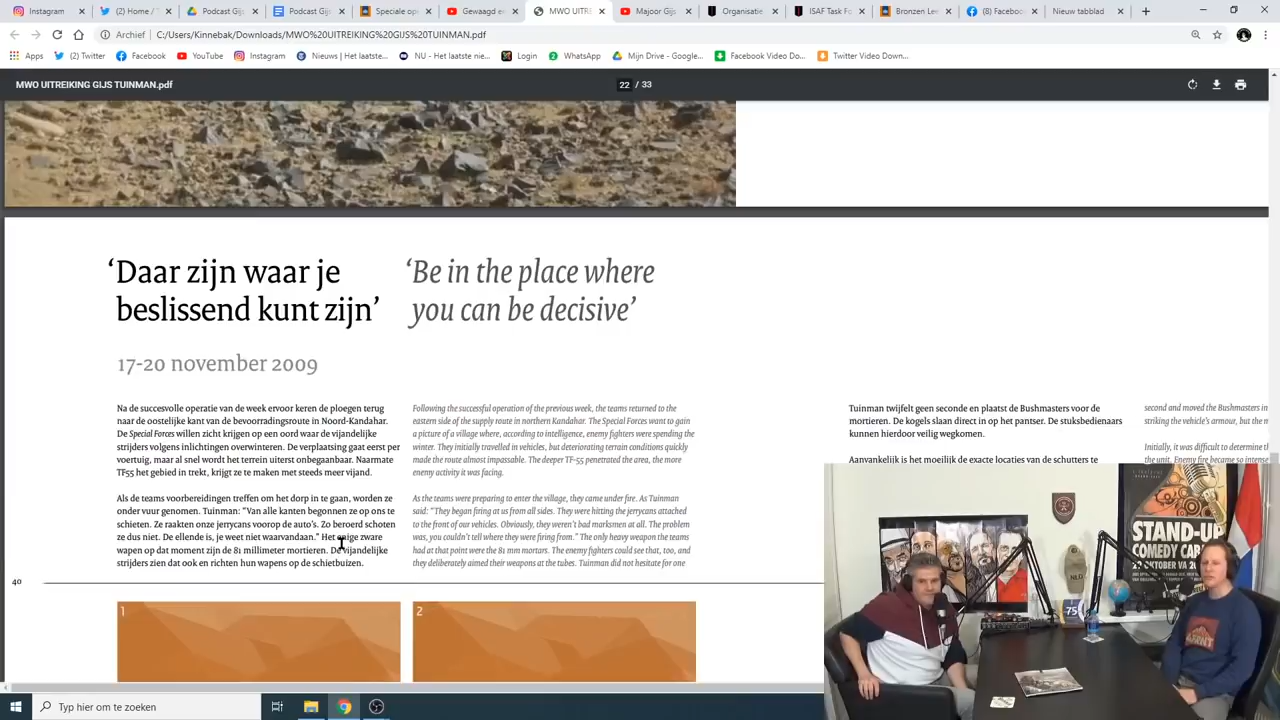 Instagram
(2) Home / T
Podcast Gijs
Podcast Gijs
Speciale op
Gewaagd e
MWO UITRE
Majoor Gijs
Organisatie
ISAF Task Fo
Bronzen Lee
(8) Faceboo
Nieuw tabblad
Archief
C:/Users/Kinnebak/Downloads/MWO%20UITREIKING%20GIJS%20TUINMAN.pdf
Apps
(2) Twitter
Facebook
YouTube
Instagram
Nieuws | Het laatste...
NU - Het laatste nie...
Login
WhatsApp
Mijn Drive - Google...
Facebook Video Do...
Twitter Video Down...
MWO UITREIKING GIJS TUINMAN.pdf
22 / 33
‘Daar zijn waar je
beslissend kunt zijn’
‘Be in the place where
you can be decisive’
17-20 november 2009
Na de succesvolle operatie van de week ervoor keren de ploegen terug
naar de oostelijke kant van de bevoorradingsroute in Noord-Kandahar.
De Special Forces willen zicht krijgen op een oord waar de vijandelijke
strijders volgens inlichtingen overwinteren. De verplaatsing gaat eerst per
voertuig, maar al snel wordt het terrein uiterst onbegaanbaar. Naarmate
TF55 het gebied in trekt, krijgt ze te maken met steeds meer vijand.
Als de teams voorbereidingen treffen om het dorp in te gaan, worden ze
onder vuur genomen. Tuinman: “Van alle kanten begonnen ze op ons te
schieten. Ze raakten onze jerrycans voorop de auto’s. Zo beroerd schoten
ze dus niet. De ellende is, je weet niet waarvandaan.” Het enige zware
wapen op dat moment zijn de 81 millimeter mortieren. De vijandelijke
strijders zien dat ook en richten hun wapens op de schietbuizen.
Following the successful operation of the previous week, the teams returned to the
eastern side of the supply route in northern Kandahar. The Special Forces want to gain
a picture of a village where, according to intelligence, enemy fighters were spending the
winter. They initially travelled in vehicles, but deteriorating terrain conditions quickly
made the route almost impassable. The deeper TF-55 penetrated the area, the more
enemy activity it was facing.
As the teams were preparing to enter the village, they came under fire. As Tuinman
said: “They began firing at us from all sides. They were hitting the jerrycans attached
to the front of our vehicles. Obviously, they weren’t bad marksmen at all. The problem
was, you couldn’t tell where they were firing from.” The only heavy weapon the teams
had at that point were the 81 mm mortars. The enemy fighters could see that, too, and
they deliberately aimed their weapons at the tubes. Tuinman did not hesitate for one
Tuinman twijfelt geen seconde en plaatst de Bushmasters voor de
mortieren. De kogels slaan direct in op het pantser. De stuksbedienaars
kunnen hierdoor veilig wegkomen.
Aanvankelijk is het moeilijk de exacte locaties van de schutters te
second and moved the Bushmasters in
striking the vehicle’s armour, but the m
Initially, it was difficult to determine th
the unit. Enemy fire became so intense
40
1
2
STAND-UP
COMEDY CAR
OKTOBER VA 20
NLD
75
Typ hier om te zoeken